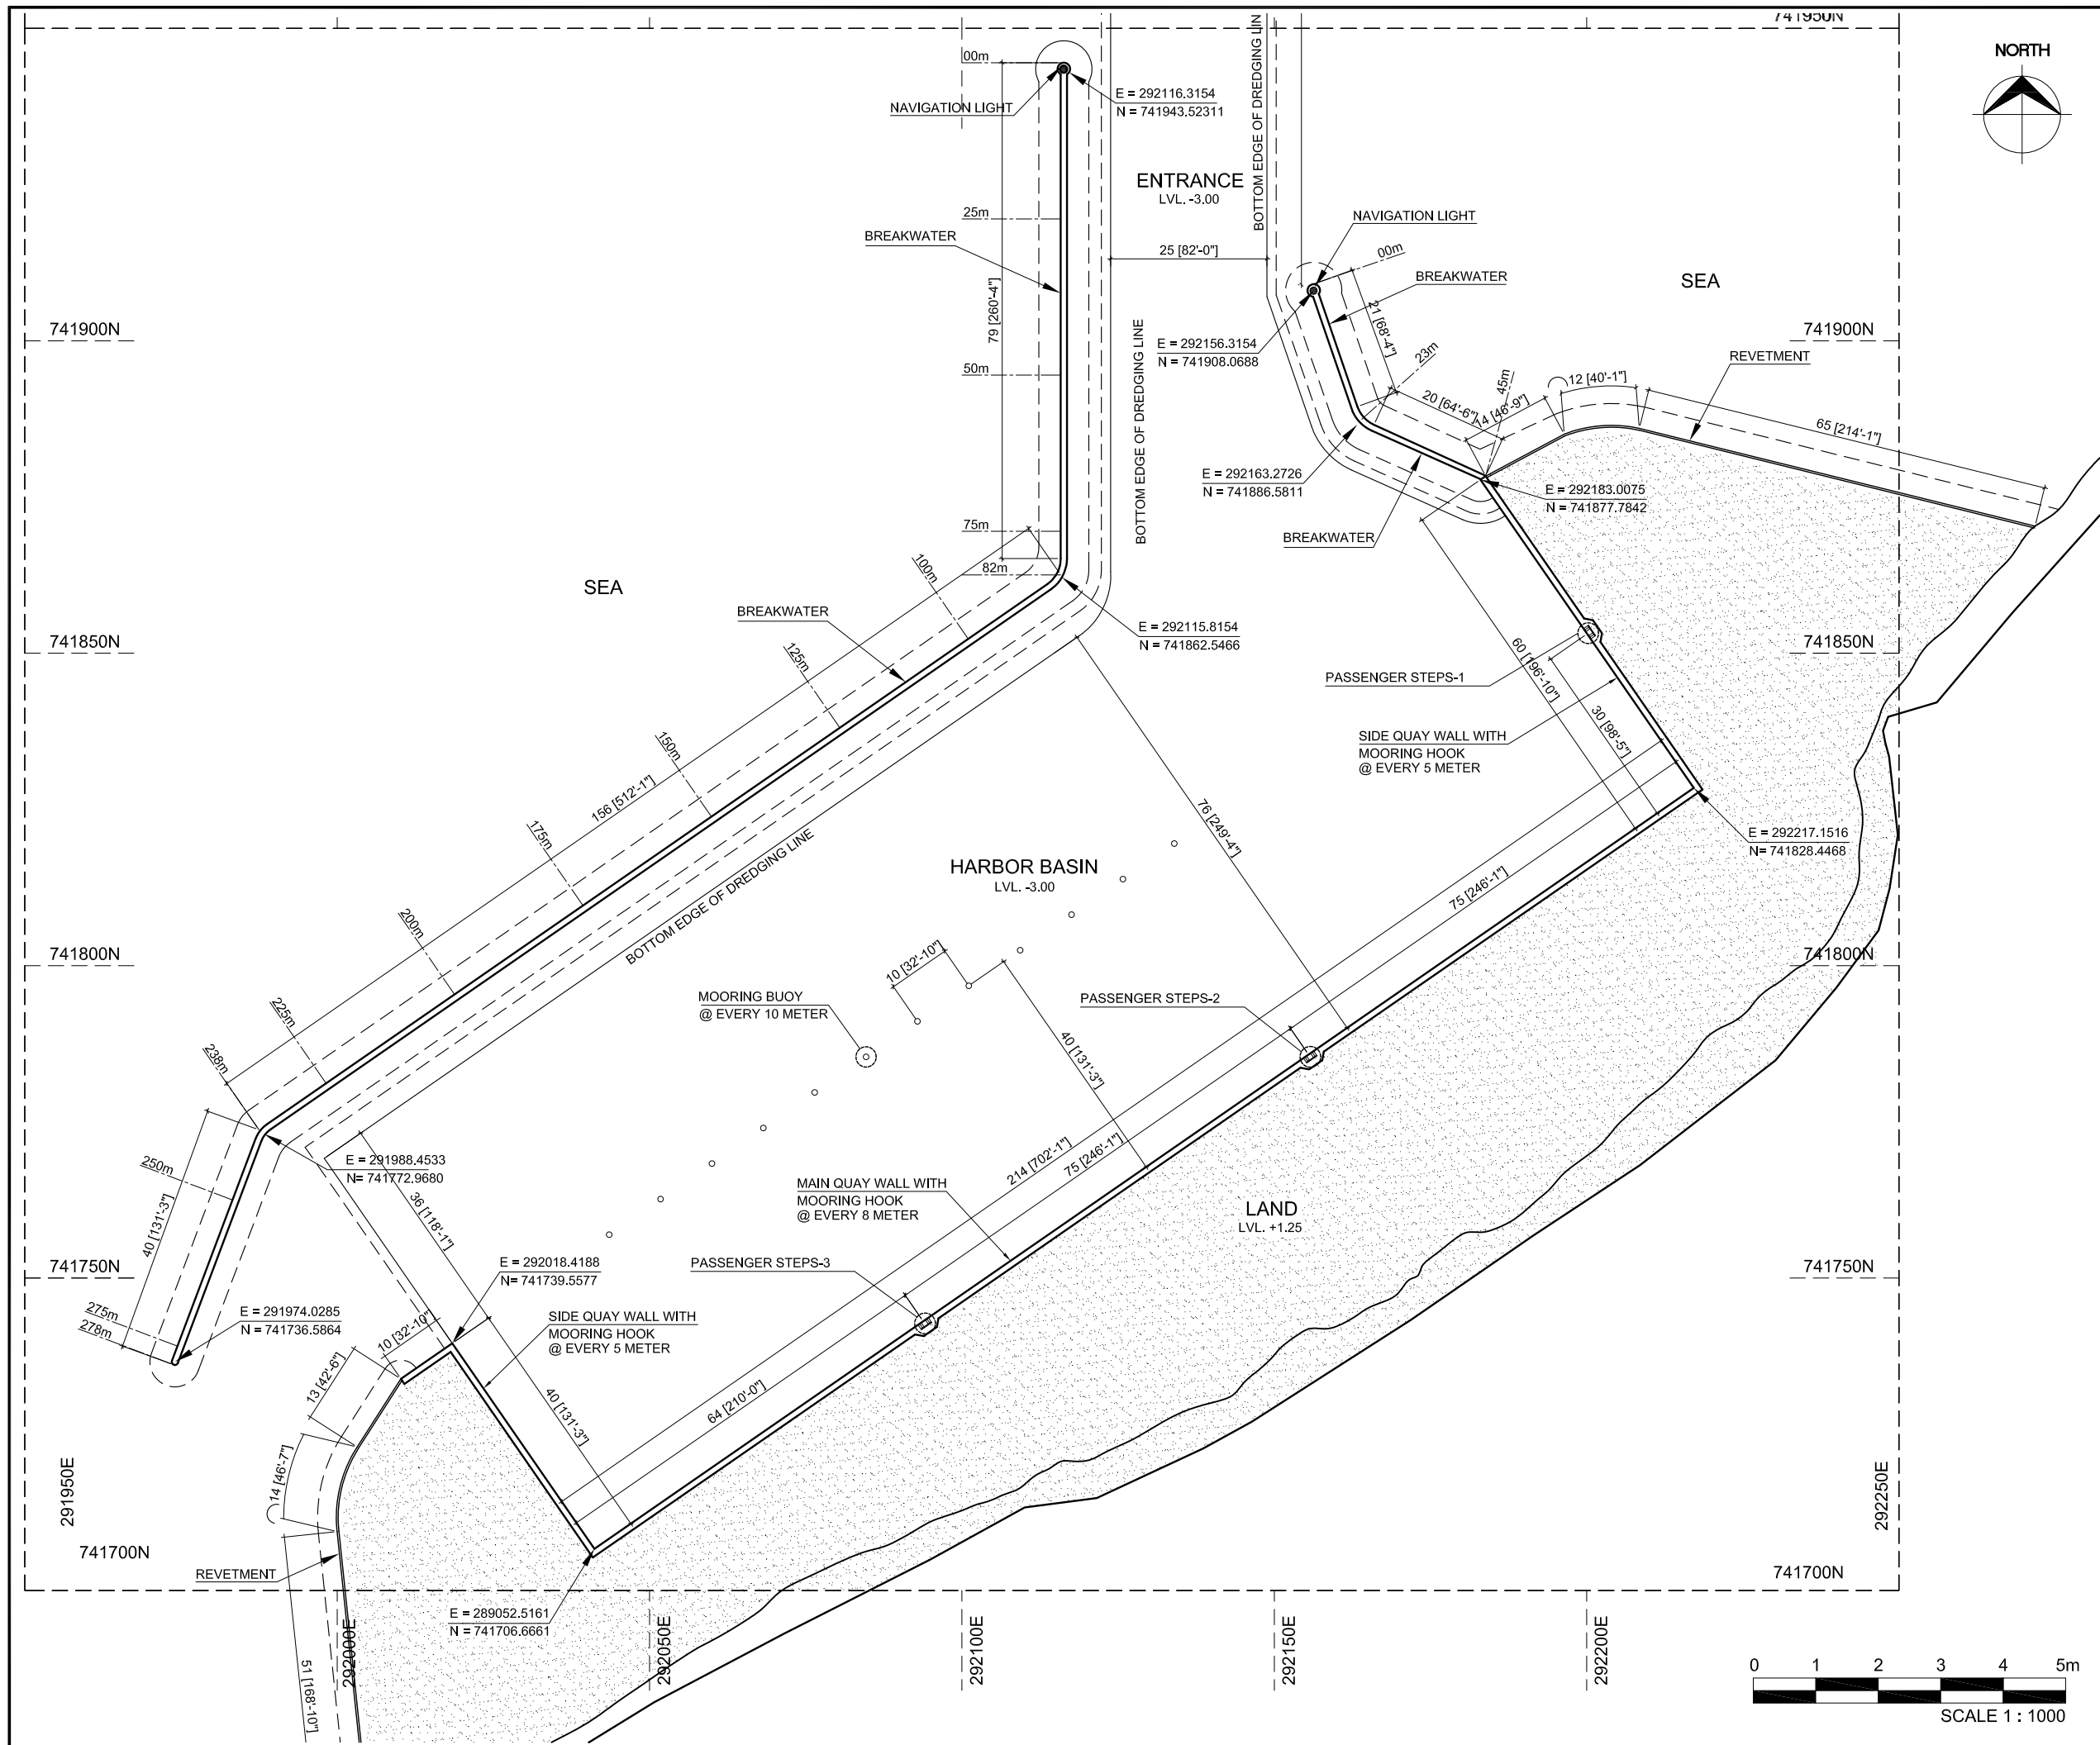 741950N
NORTH
BOTTOM EDGE OF DREDGING LIN
00m
NAVIGATION LIGHT
E = 292116.3154
N = 741943.52311
ENTRANCE
LVL. -3.00
25m
BREAKWATER
25 [82'-0"]
NAVIGATION LIGHT
00m
BREAKWATER
SEA
79 [260'-4"]
21 [68'-4"]
741900N
741900N
E = 292156.3154
N = 741908.0688
BOTTOM EDGE OF DREDGING LINE
23m
REVETMENT
50m
45m
12 [40'-1"]
20 [64'-6"]
14 [46'-9"]
65 [214'-1"]
E = 292163.2726
N = 741886.5811
E = 292183.0075
N = 741877.7842
75m
BREAKWATER
100m
82m
SEA
BREAKWATER
E = 292115.8154
N = 741862.5466
741850N
741850N
125m
60 [196'-10"]
PASSENGER STEPS-1
30 [98'-5"]
SIDE QUAY WALL WITH
MOORING HOOK
@ EVERY 5 METER
150m
156 [512'-1"]
76 [249'-4"]
175m
E = 292217.1516
N= 741828.4468
HARBOR BASIN
LVL. -3.00
BOTTOM EDGE OF DREDGING LINE
75 [246'-1"]
200m
741800N
741800N
10 [32'-10"]
MOORING BUOY
@ EVERY 10 METER
PASSENGER STEPS-2
225m
40 [131'-3"]
238m
E = 291988.4533
N= 741772.9680
250m
214 [702'-1"]
75 [246'-1"]
MAIN QUAY WALL WITH
MOORING HOOK
@ EVERY 8 METER
LAND
LVL. +1.25
36 [118'-1"]
40 [131'-3"]
741750N
741750N
E = 292018.4188
N= 741739.5577
PASSENGER STEPS-3
275m
278m
E = 291974.0285
N = 741736.5864
10 [32'-10"]
SIDE QUAY WALL WITH
MOORING HOOK
@ EVERY 5 METER
13 [42'-6"]
40 [131'-3"]
64 [210'-0"]
14 [46'-7"]
291950E
292250E
741700N
REVETMENT
741700N
E = 289052.5161
N = 741706.6661
51 [168'-10"]
292000E
292050E
292100E
292150E
292200E
0 1 2 3 4 5m
SCALE 1 : 1000